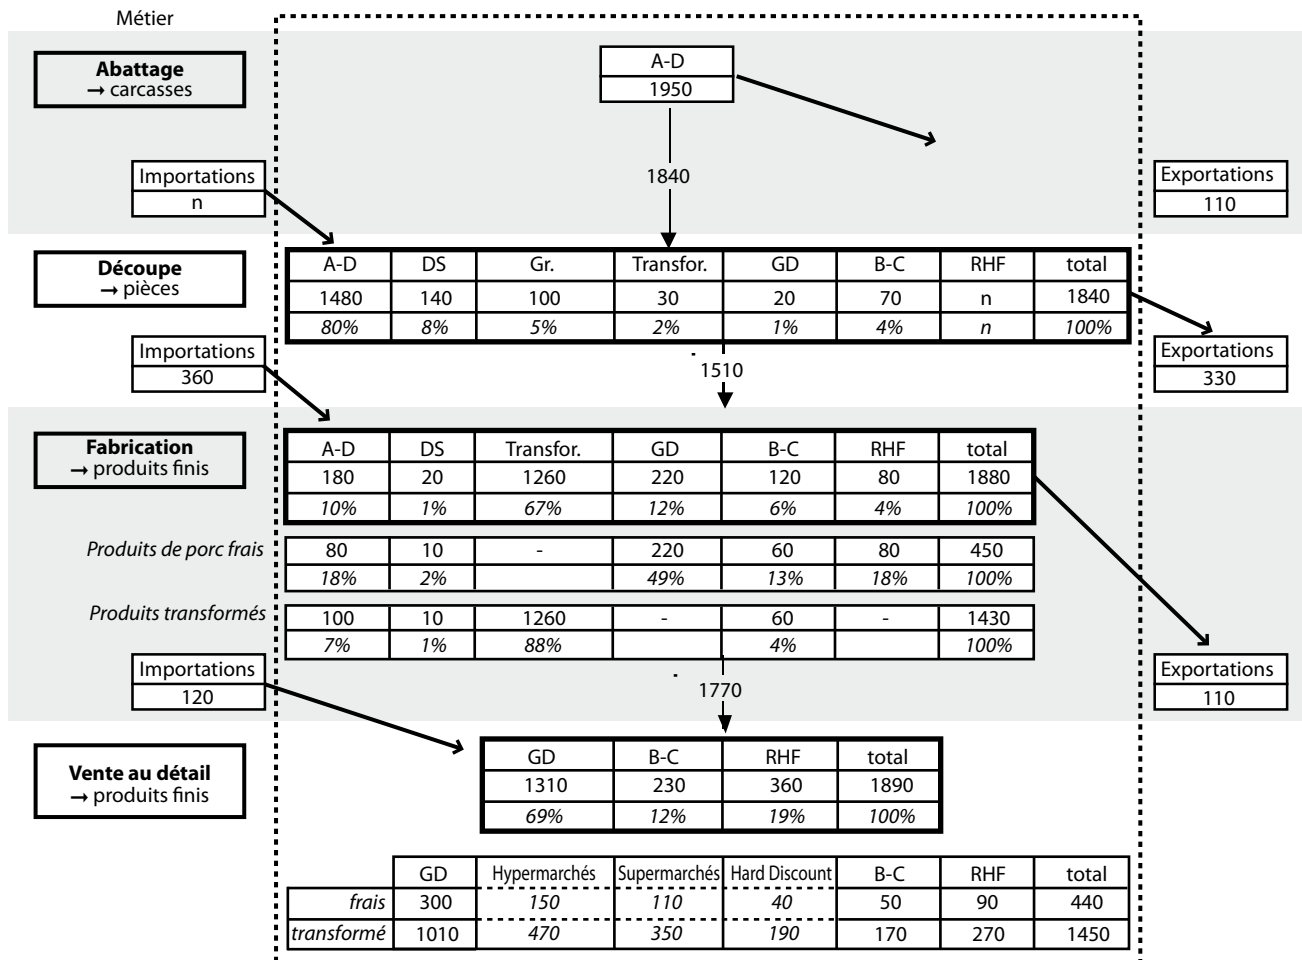 Métier
Abattage
→ carcasses
A-D
1950
1840
Importations
n
Exportations
110
Découpe
→ pièces
A-D DS Gr. Transfor. GD B-C RHF total
1480 140 100 30 20 70 n 1840
80% 8% 5% 2% 1% 4% n 100%
Importations
360
1510
Exportations
330
Fabrication
→ produits finis
A-D DS Transfor. GD B-C RHF total
180 20 1260 220 120 80 1880
10% 1% 67% 12% 6% 4% 100%
Produits de porc frais
80 10 - 220 60 80 450
18% 2% 49% 13% 18% 100%
Produits transformés
100 10 1260 - 60 - 1430
7% 1% 88% 4% 100%
Importations
120
1770
Exportations
110
Vente au détail
→ produits finis
GD B-C RHF total
1310 230 360 1890
69% 12% 19% 100%
GD Hypermarchés Supermarchés Hard Discount B-C RHF total
frais 300 150 110 40 50 90 440
transformé 1010 470 350 190 170 270 1450